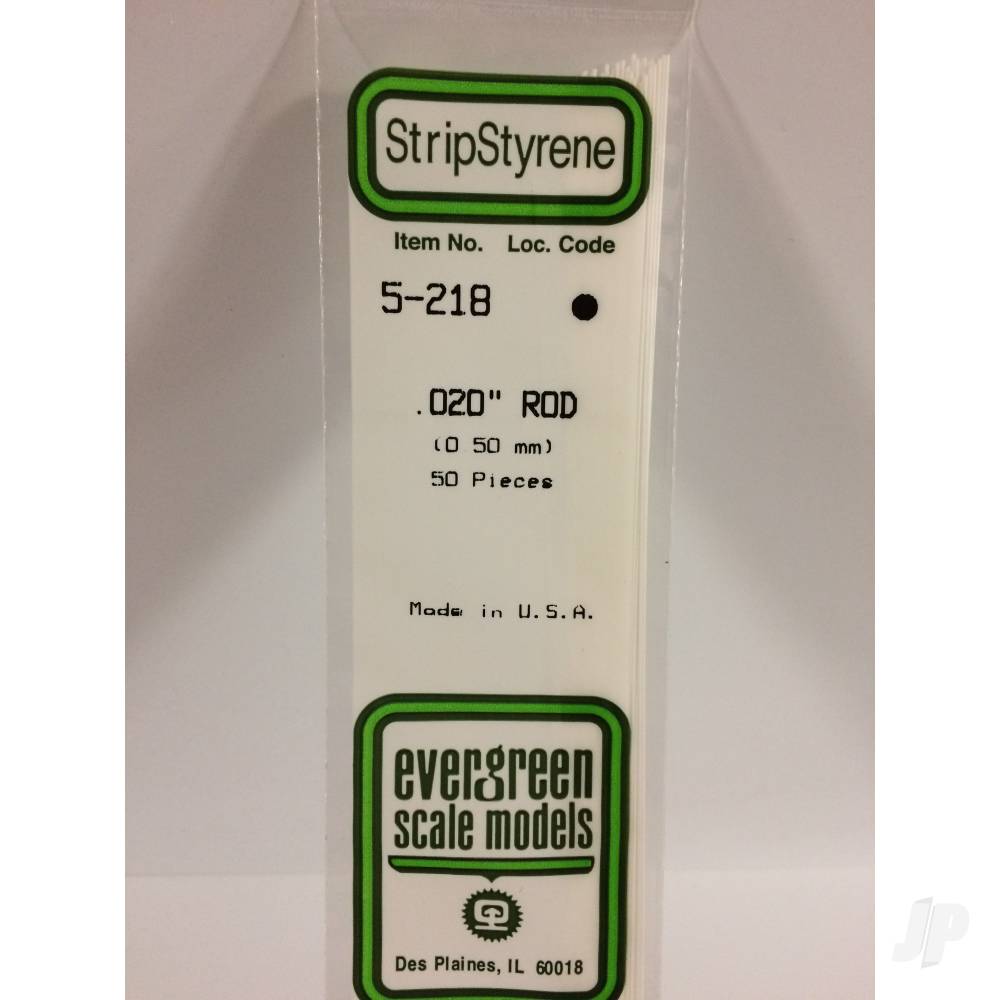 StripStyrene
Item No. Loc. Code
5-218 ●
.020" ROD
(0 50 mm)
50 Pieces
Made in U.S.A.
evergreen
scale models
Des Plaines, IL 60018
JP